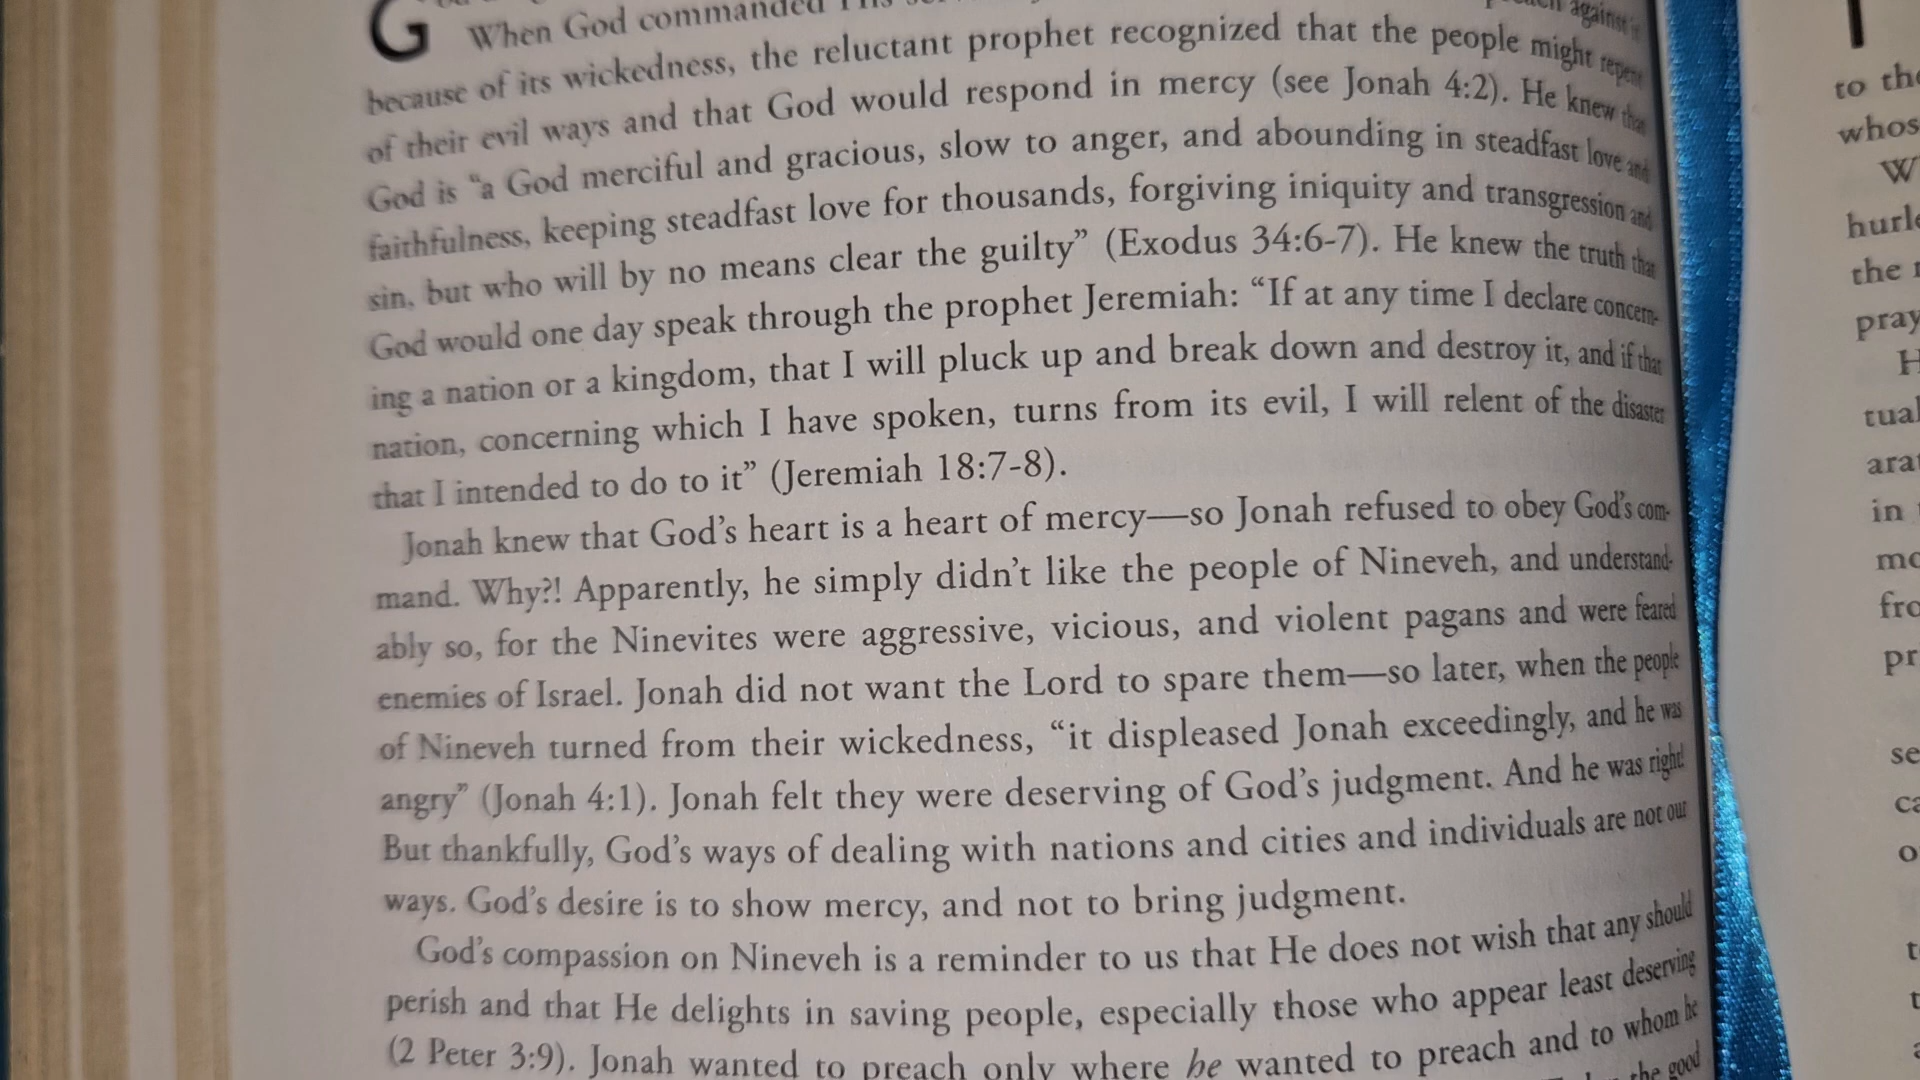 G
When God commanded His
against
because of its wickedness, the reluctant prophet recognized that the people might repent
of their evil ways and that God would respond in mercy (see Jonah 4:2). He knew that
God is “a God merciful and gracious, slow to anger, and abounding in steadfast love and
faithfulness, keeping steadfast love for thousands, forgiving iniquity and transgression and
sin, but who will by no means clear the guilty” (Exodus 34:6-7). He knew the truth that
God would one day speak through the prophet Jeremiah: “If at any time I declare concern-
ing a nation or a kingdom, that I will pluck up and break down and destroy it, and if that
nation, concerning which I have spoken, turns from its evil, I will relent of the disaster
that I intended to do to it” (Jeremiah 18:7-8).
Jonah knew that God’s heart is a heart of mercy—so Jonah refused to obey God’s com-
mand. Why?! Apparently, he simply didn’t like the people of Nineveh, and understand-
ably so, for the Ninevites were aggressive, vicious, and violent pagans and were feared
enemies of Israel. Jonah did not want the Lord to spare them—so later, when the people
of Nineveh turned from their wickedness, “it displeased Jonah exceedingly, and he was
angry” (Jonah 4:1). Jonah felt they were deserving of God’s judgment. And he was right!
But thankfully, God’s ways of dealing with nations and cities and individuals are not our
ways. God’s desire is to show mercy, and not to bring judgment.
God’s compassion on Nineveh is a reminder to us that He does not wish that any should
perish and that He delights in saving people, especially those who appear least deserving
(2 Peter 3:9). Jonah wanted to preach only where he wanted to preach and to whom he
the good
to the
whos
W
hurle
the
pray
H
tual
arat
in
mo
fro
pr
se
ca
o
t
t
a